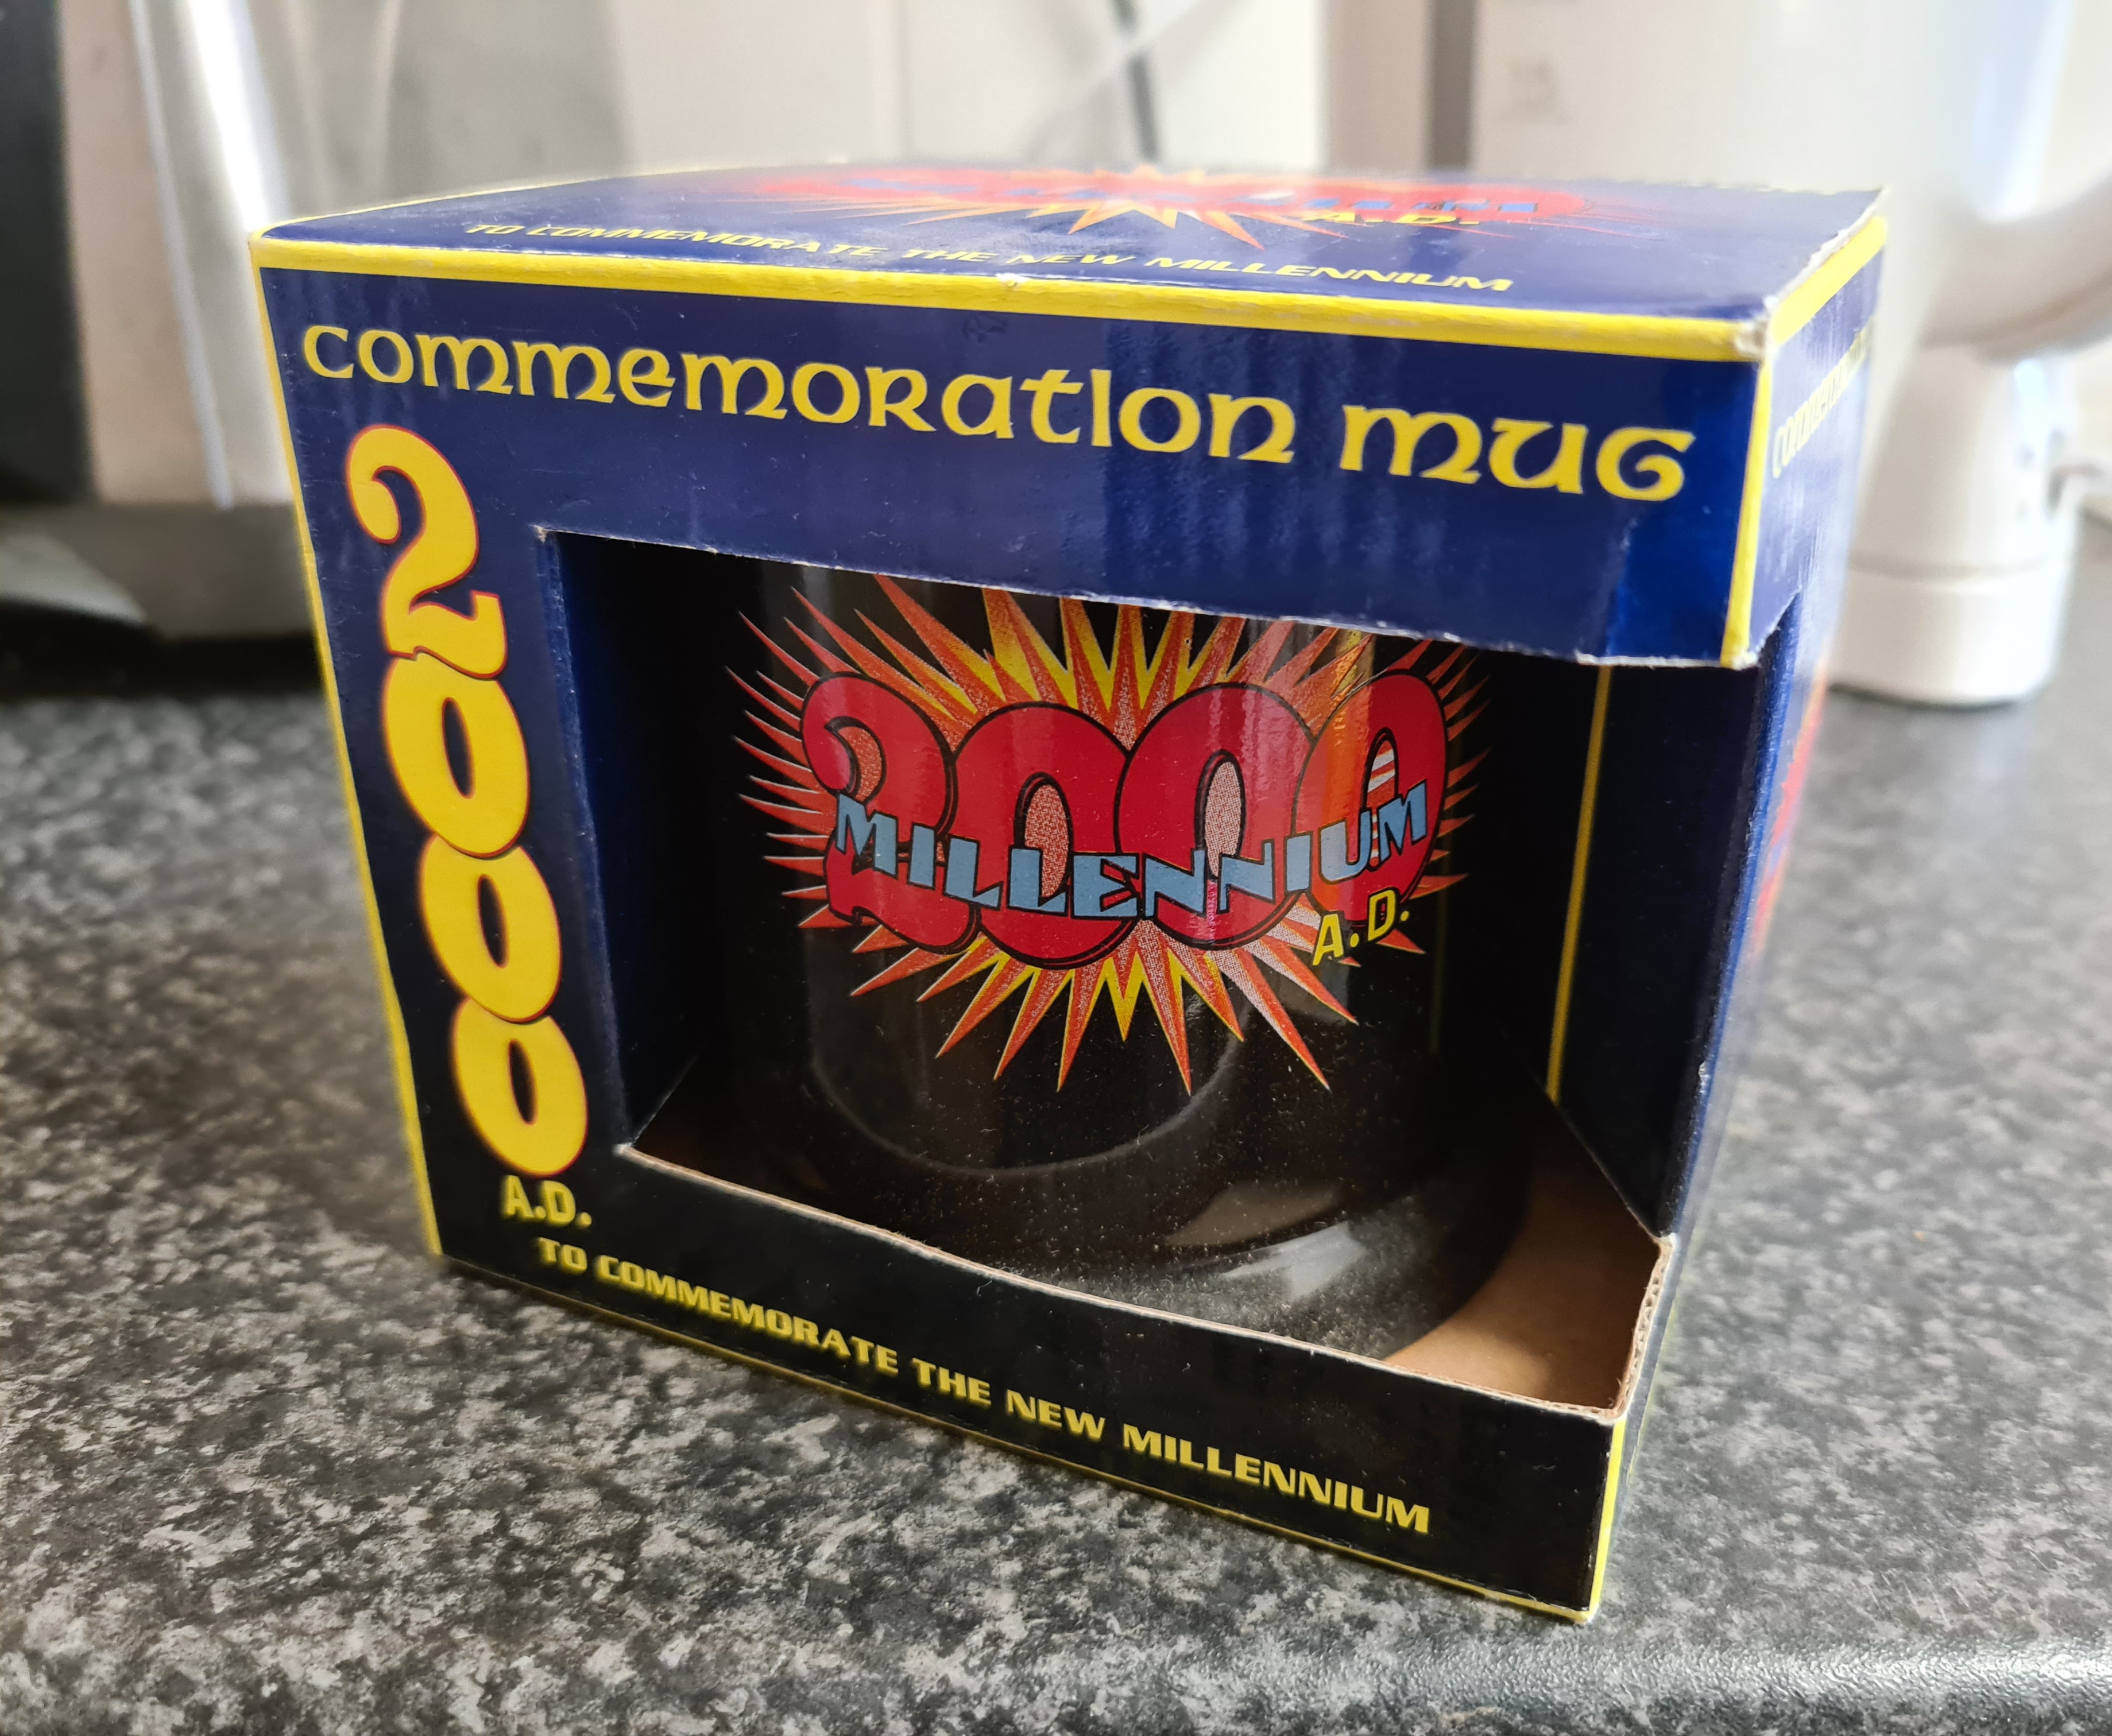 A.D.
TO COMMEMORATE THE NEW MILLENNIUM
commemoration mug
2000
A.D.
2000
MILLENNIUM
A.D.
TO COMMEMORATE THE NEW MILLENNIUM